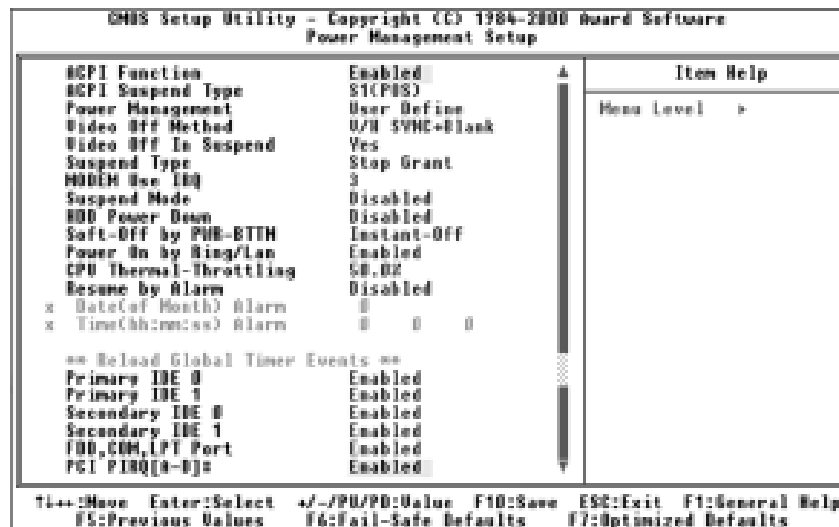 CMOS Setup Utility - Copyright (C) 1984-2000 Award Software
Power Management Setup
ACPI Function Enabled
ACPI Suspend Type S1(POS)
Power Management User Define
Video Off Method V/H SYNC+Blank
Video Off In Suspend Yes
Suspend Type Stop Grant
MODEM Use IRQ 3
Suspend Mode Disabled
HDD Power Down Disabled
Soft-Off by PWR-BTTN Instant-Off
Power On by Ring/Lan Enabled
CPU Thermal-Throttling 50.0%
Resume by Alarm Disabled
x Date(of Month) Alarm 0
x Time(hh:mm:ss) Alarm 0 0 0
** Reload Global Timer Events **
Primary IDE 0 Enabled
Primary IDE 1 Enabled
Secondary IDE 0 Enabled
Secondary IDE 1 Enabled
FDD,COM,LPT Port Enabled
PCI PIRQ[A-D]# Enabled
Item Help
Menu Level ▸
↑↓→←:Move Enter:Select +/-/PU/PD:Value F10:Save ESC:Exit F1:General Help
F5:Previous Values F6:Fail-Safe Defaults F7:Optimized Defaults